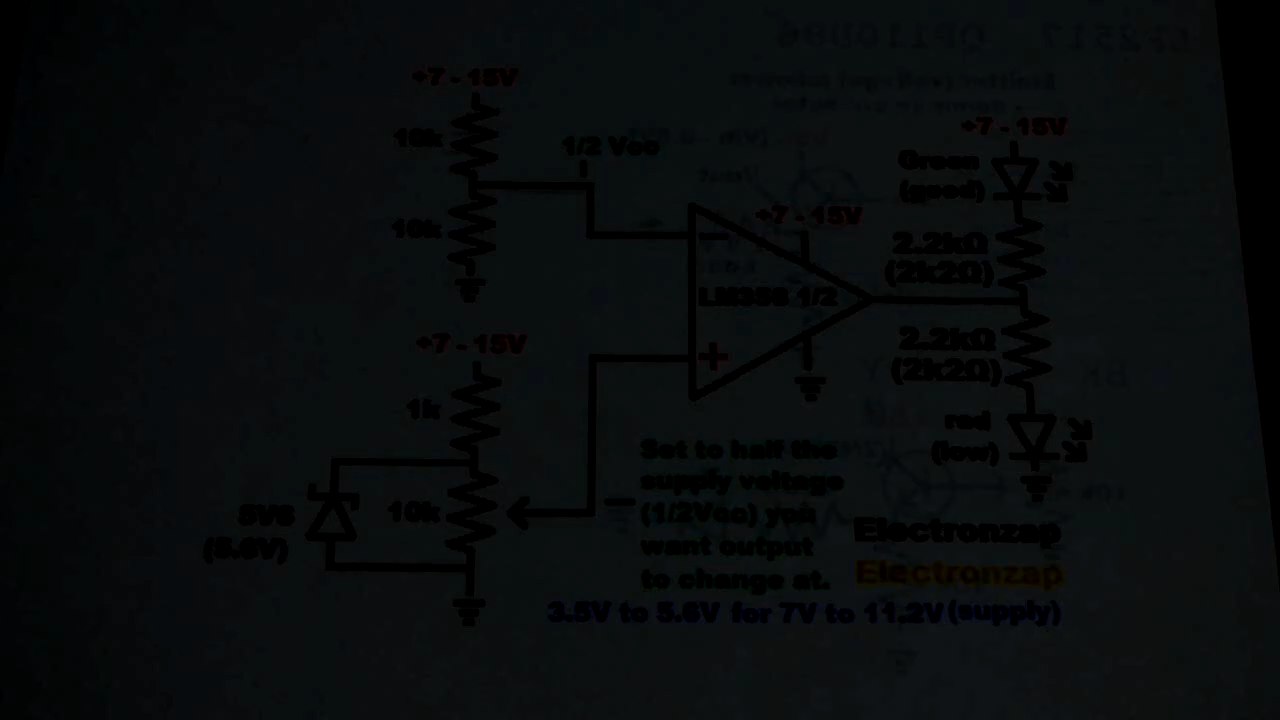 +7 - 15V
10k
1/2 Vcc
10k
+7 - 15V
1k
5V6
(5.6V)
10k
+7 - 15V
LM358 1/2
+7 - 15V
Green
(good)
2.2kΩ
(2k2Ω)
2.2kΩ
(2k2Ω)
red
(low)
Set to half the
supply voltage
(1/2Vcc) you
want output
to change at.
Electronzap
Electronzap
3.5V to 5.6V for 7V to 11.2V (supply)